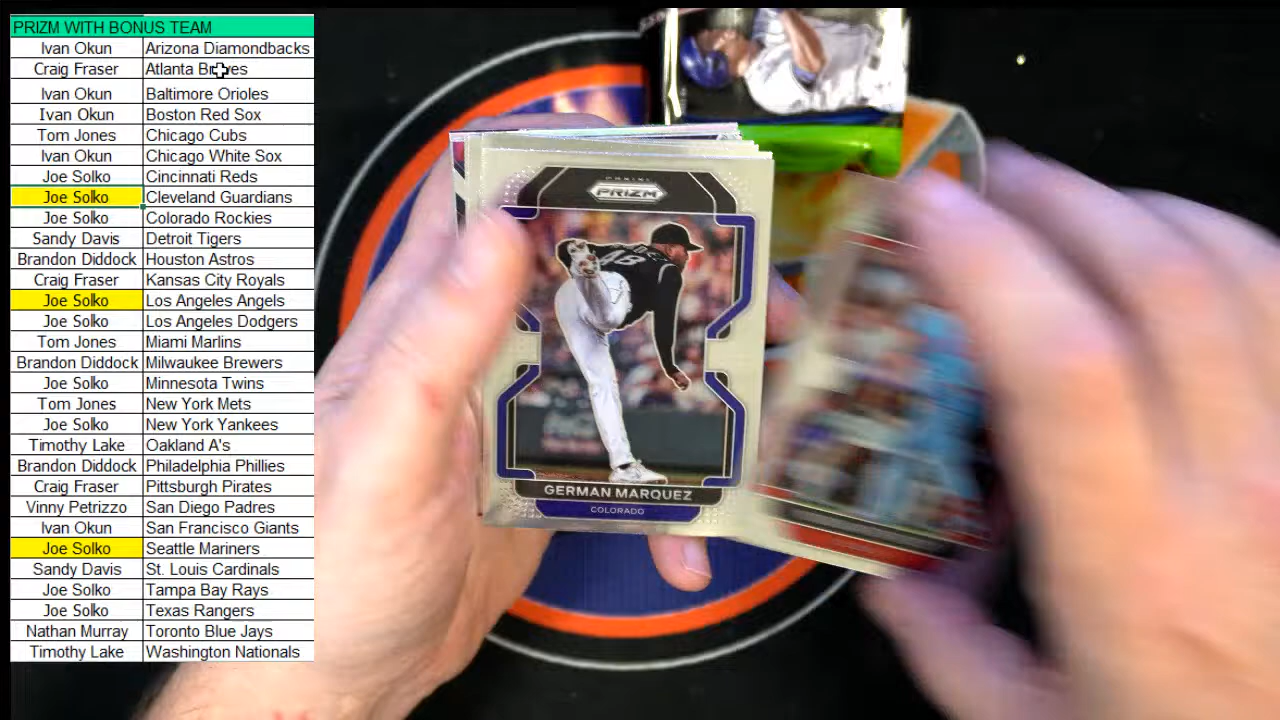 PRIZM WITH BONUS TEAM
Ivan Okun Arizona Diamondbacks
Craig Fraser Atlanta Braves
Ivan Okun Baltimore Orioles
Ivan Okun Boston Red Sox
Tom Jones Chicago Cubs
Ivan Okun Chicago White Sox
Joe Solko Cincinnati Reds
Joe Solko Cleveland Guardians
Joe Solko Colorado Rockies
Sandy Davis Detroit Tigers
Brandon Diddock Houston Astros
Craig Fraser Kansas City Royals
Joe Solko Los Angeles Angels
Joe Solko Los Angeles Dodgers
Tom Jones Miami Marlins
Brandon Diddock Milwaukee Brewers
Joe Solko Minnesota Twins
Tom Jones New York Mets
Joe Solko New York Yankees
Timothy Lake Oakland A's
Brandon Diddock Philadelphia Phillies
Craig Fraser Pittsburgh Pirates
Vinny Petrizzo San Diego Padres
Ivan Okun San Francisco Giants
Joe Solko Seattle Mariners
Sandy Davis St. Louis Cardinals
Joe Solko Tampa Bay Rays
Joe Solko Texas Rangers
Nathan Murray Toronto Blue Jays
Timothy Lake Washington Nationals
PANINI
PRIZM
48
GERMAN MARQUEZ
COLORADO